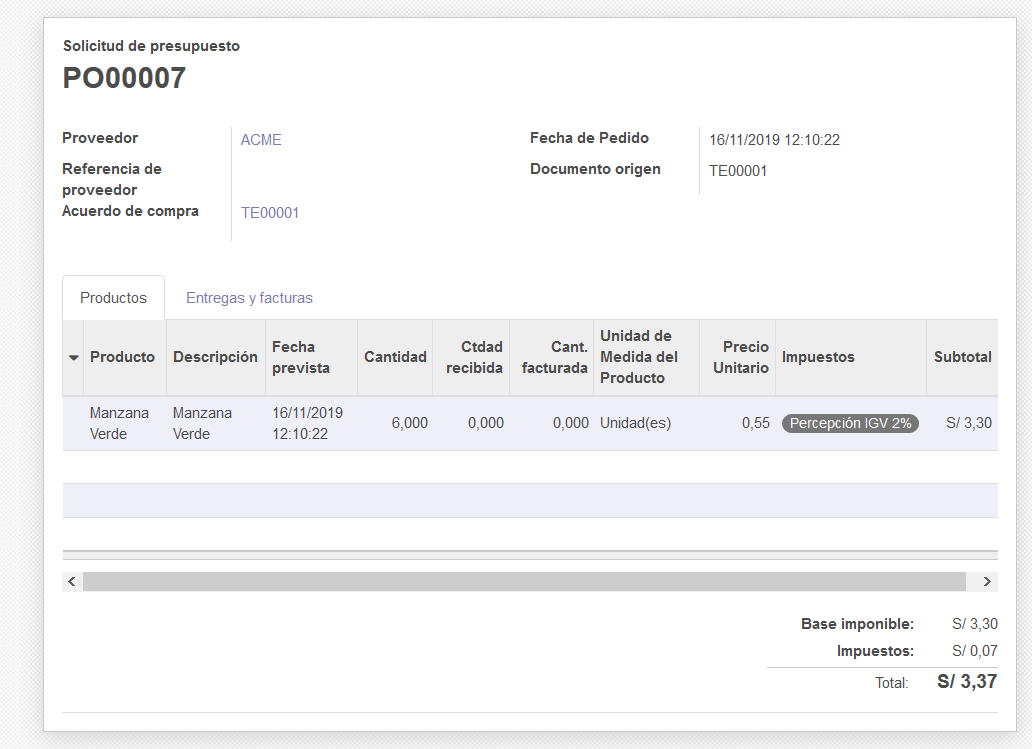 Solicitud de presupuesto
PO00007
Proveedor ACME
Referencia de
proveedor
Acuerdo de compra TE00001
Fecha de Pedido 16/11/2019 12:10:22
Documento origen TE00001
Productos Entregas y facturas
Producto Descripción Fecha prevista Cantidad Ctdad recibida Cant. facturada Unidad de Medida del Producto Precio Unitario Impuestos Subtotal
Manzana Verde Manzana Verde 16/11/2019 12:10:22 6,000 0,000 0,000 Unidad(es) 0,55 Percepción IGV 2% S/ 3,30
Base imponible: S/ 3,30
Impuestos: S/ 0,07
Total: S/ 3,37